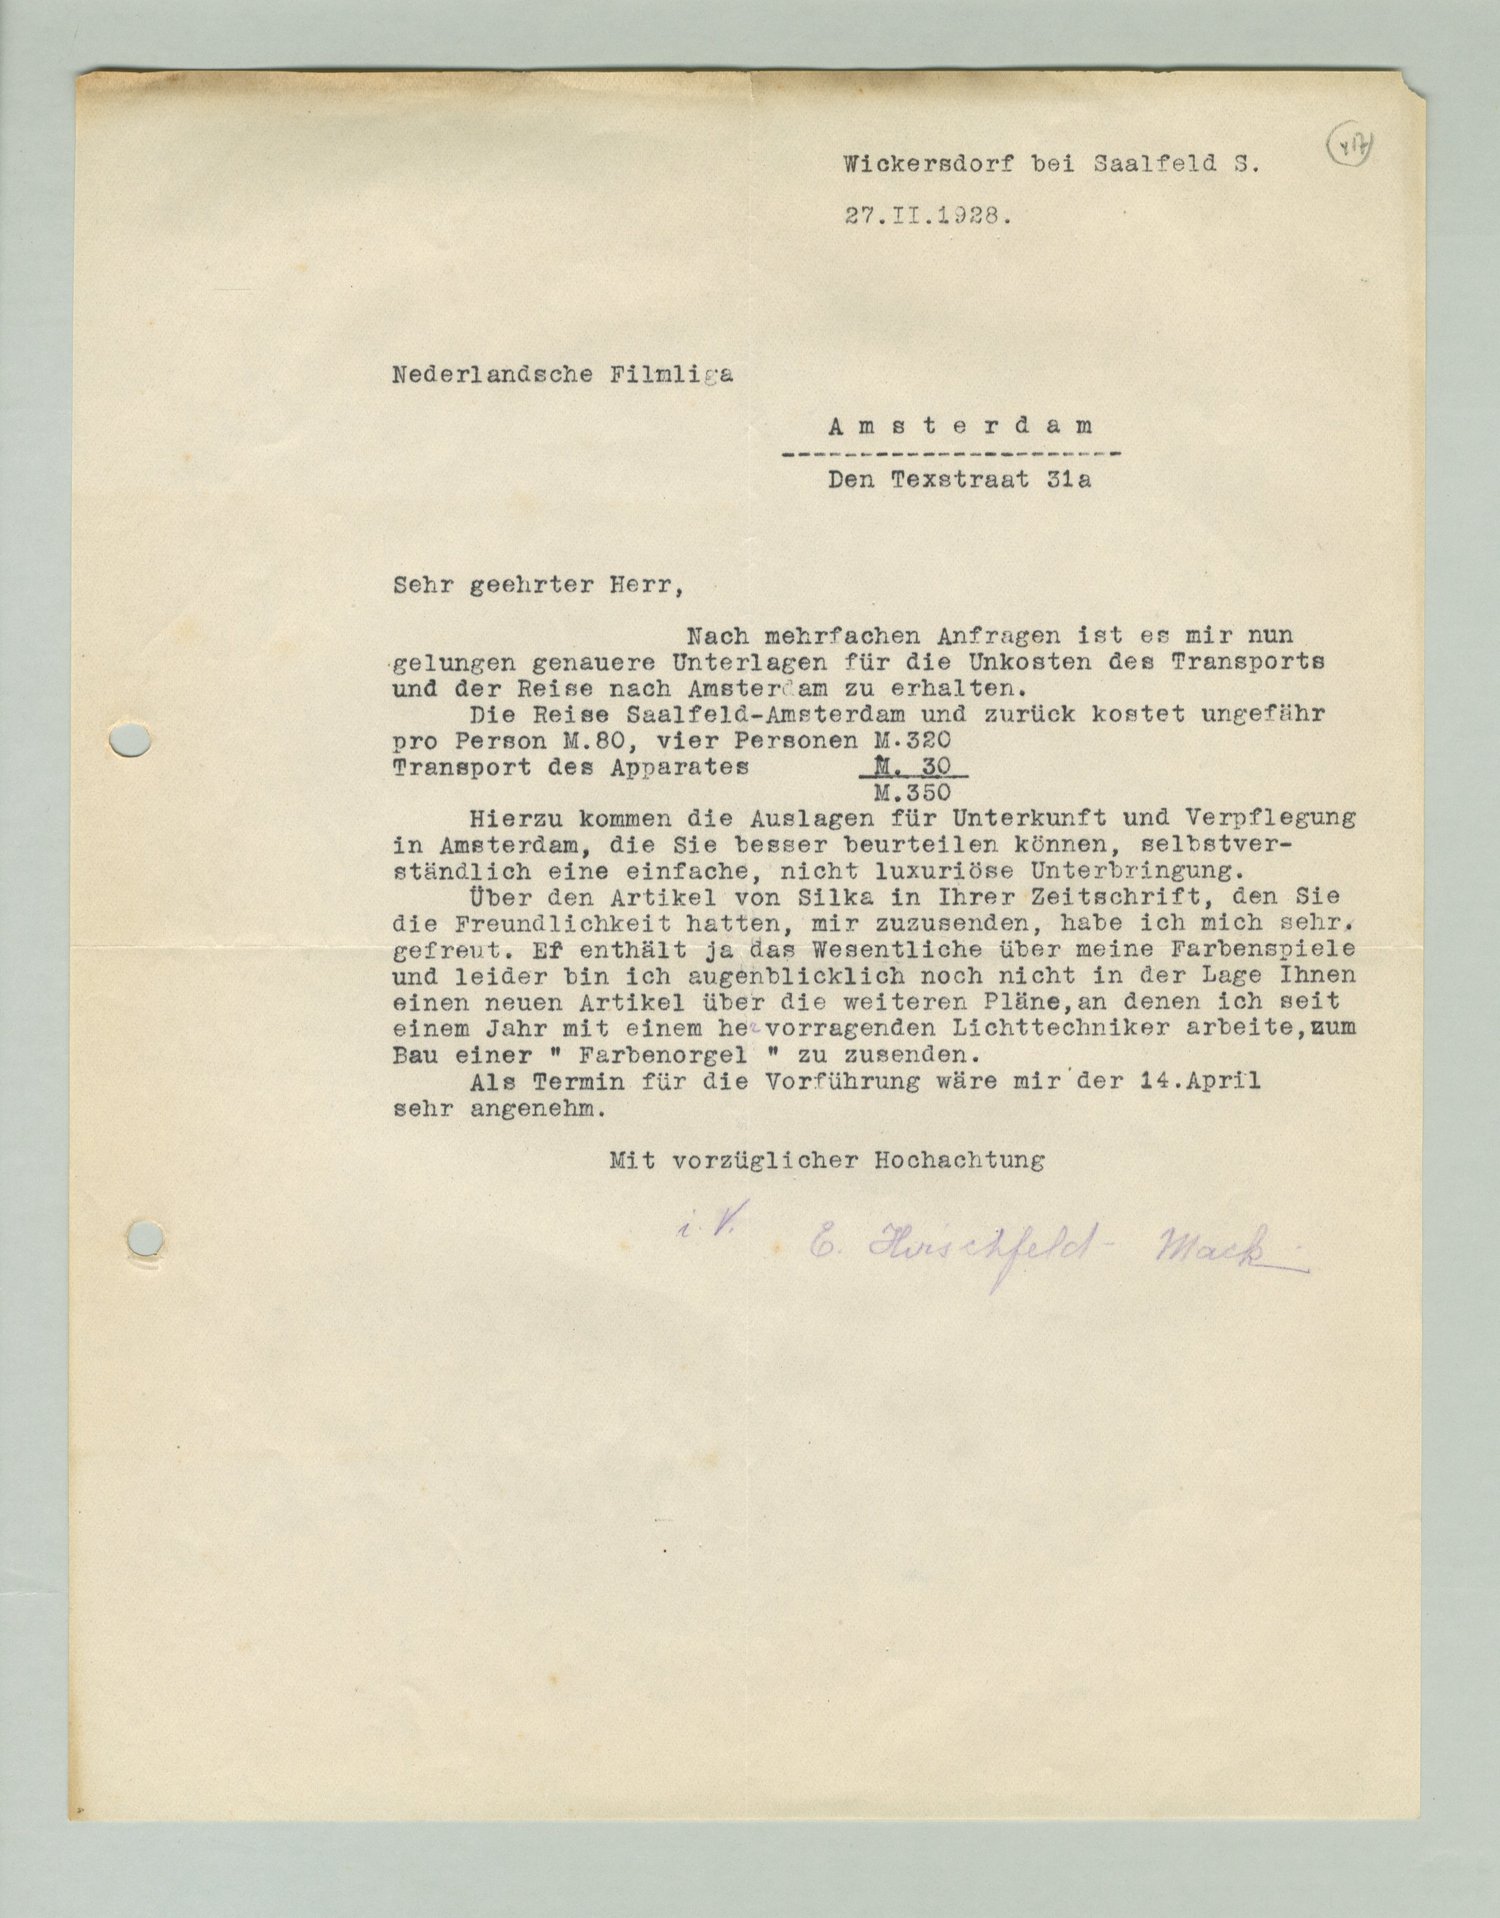 Wickersdorf bei Saalfeld S.
27.II.1928.
Nederlandsche Filmliga
A m s t e r d a m
----------------------
Den Texstraat 31a
Sehr geehrter Herr,
Nach mehrfachen Anfragen ist es mir nun
gelungen genauere Unterlagen für die Unkosten des Transports
und der Reise nach Amsterdam zu erhalten.
Die Reise Saalfeld-Amsterdam und zurück kostet ungefähr
pro Person M.80, vier Personen M.320
Transport des Apparates M. 30
M.350
Hierzu kommen die Auslagen für Unterkunft und Verpflegung
in Amsterdam, die Sie besser beurteilen können, selbstver-
ständlich eine einfache, nicht luxuriöse Unterbringung.
Über den Artikel von Silka in Ihrer Zeitschrift, den Sie
die Freundlichkeit hatten, mir zuzusenden, habe ich mich sehr.
gefreut. Er enthält ja das Wesentliche über meine Farbenspiele
und leider bin ich augenblicklich noch nicht in der Lage Ihnen
einen neuen Artikel über die weiteren Pläne,an denen ich seit
einem Jahr mit einem hervorragenden Lichttechniker arbeite,zum
Bau einer " Farbenorgel " zu zusenden.
Als Termin für die Vorführung wäre mir der 14.April
sehr angenehm.
Mit vorzüglicher Hochachtung
i. V. E. Hirschfeld- Mack